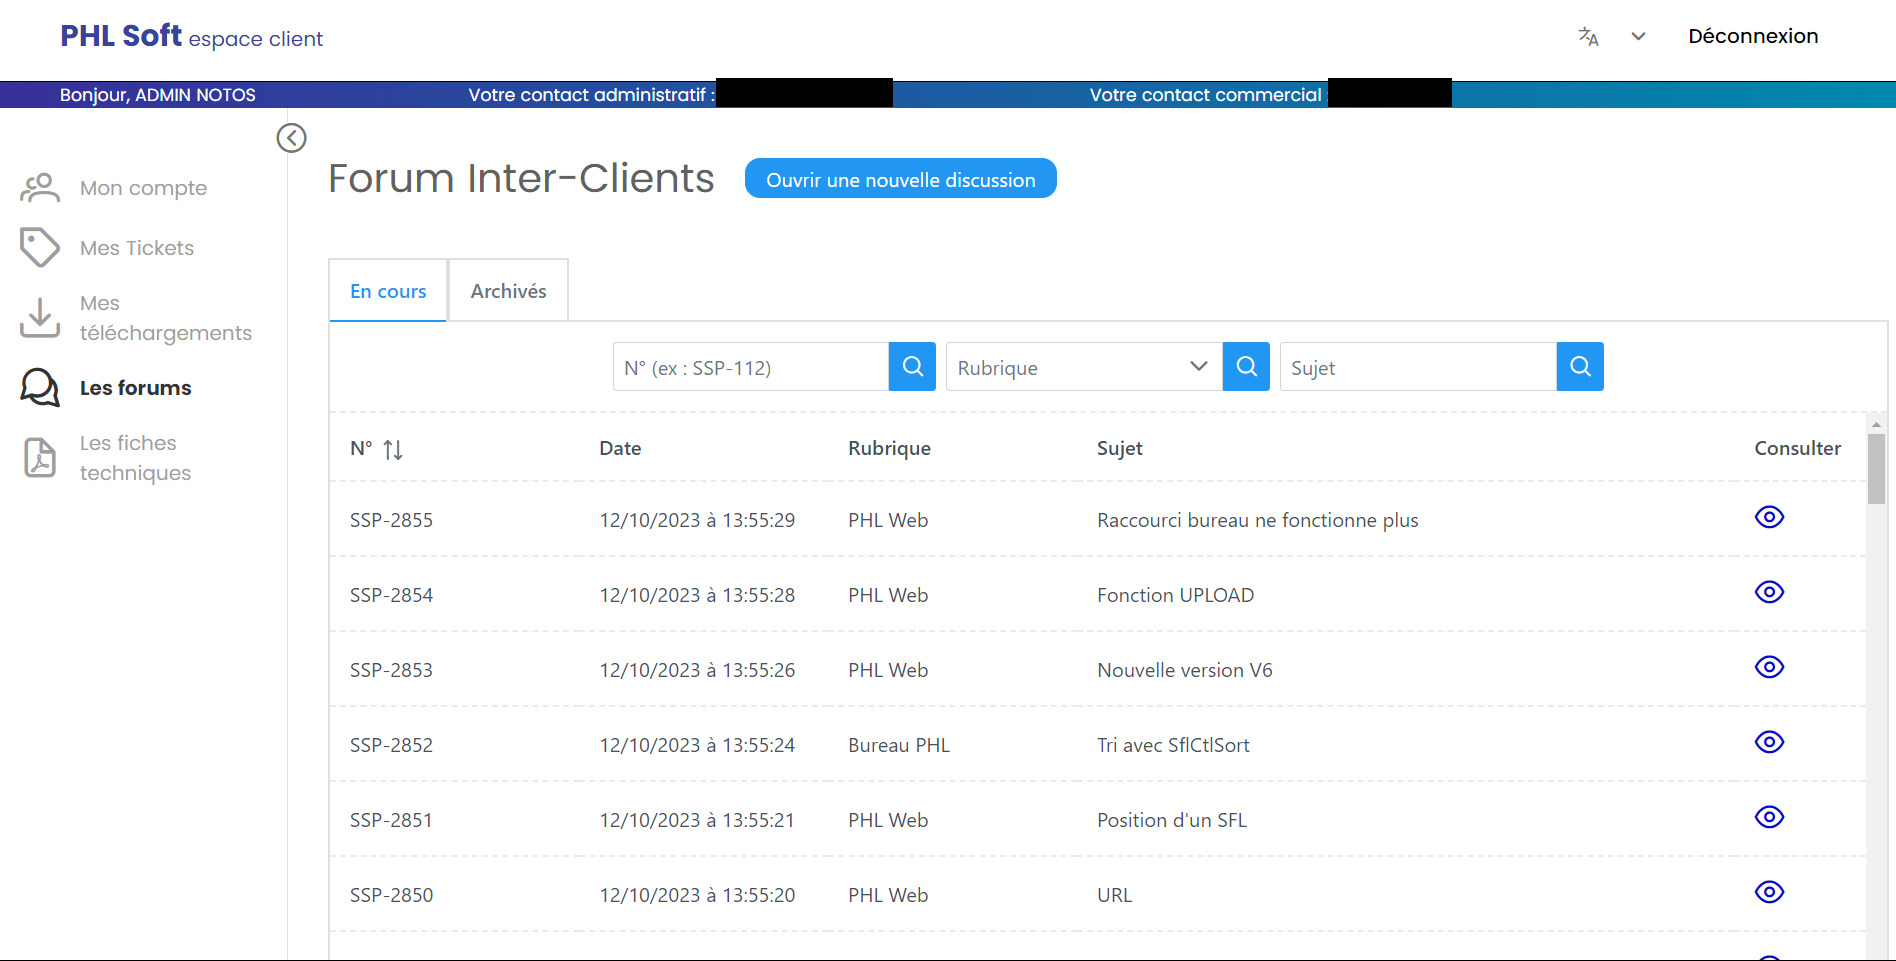 PHL Soft espace client
Déconnexion
Bonjour, ADMIN NOTOS
Votre contact administratif :
Votre contact commercial :
Mon compte
Mes Tickets
Mes
téléchargements
Les forums
Les fiches
techniques
Forum Inter-Clients
Ouvrir une nouvelle discussion
En cours
Archivés
N° (ex : SSP-112)
Rubrique
Sujet
N° Date Rubrique Sujet Consulter
SSP-2855 12/10/2023 à 13:55:29 PHL Web Raccourci bureau ne fonctionne plus
SSP-2854 12/10/2023 à 13:55:28 PHL Web Fonction UPLOAD
SSP-2853 12/10/2023 à 13:55:26 PHL Web Nouvelle version V6
SSP-2852 12/10/2023 à 13:55:24 Bureau PHL Tri avec SflCtlSort
SSP-2851 12/10/2023 à 13:55:21 PHL Web Position d'un SFL
SSP-2850 12/10/2023 à 13:55:20 PHL Web URL